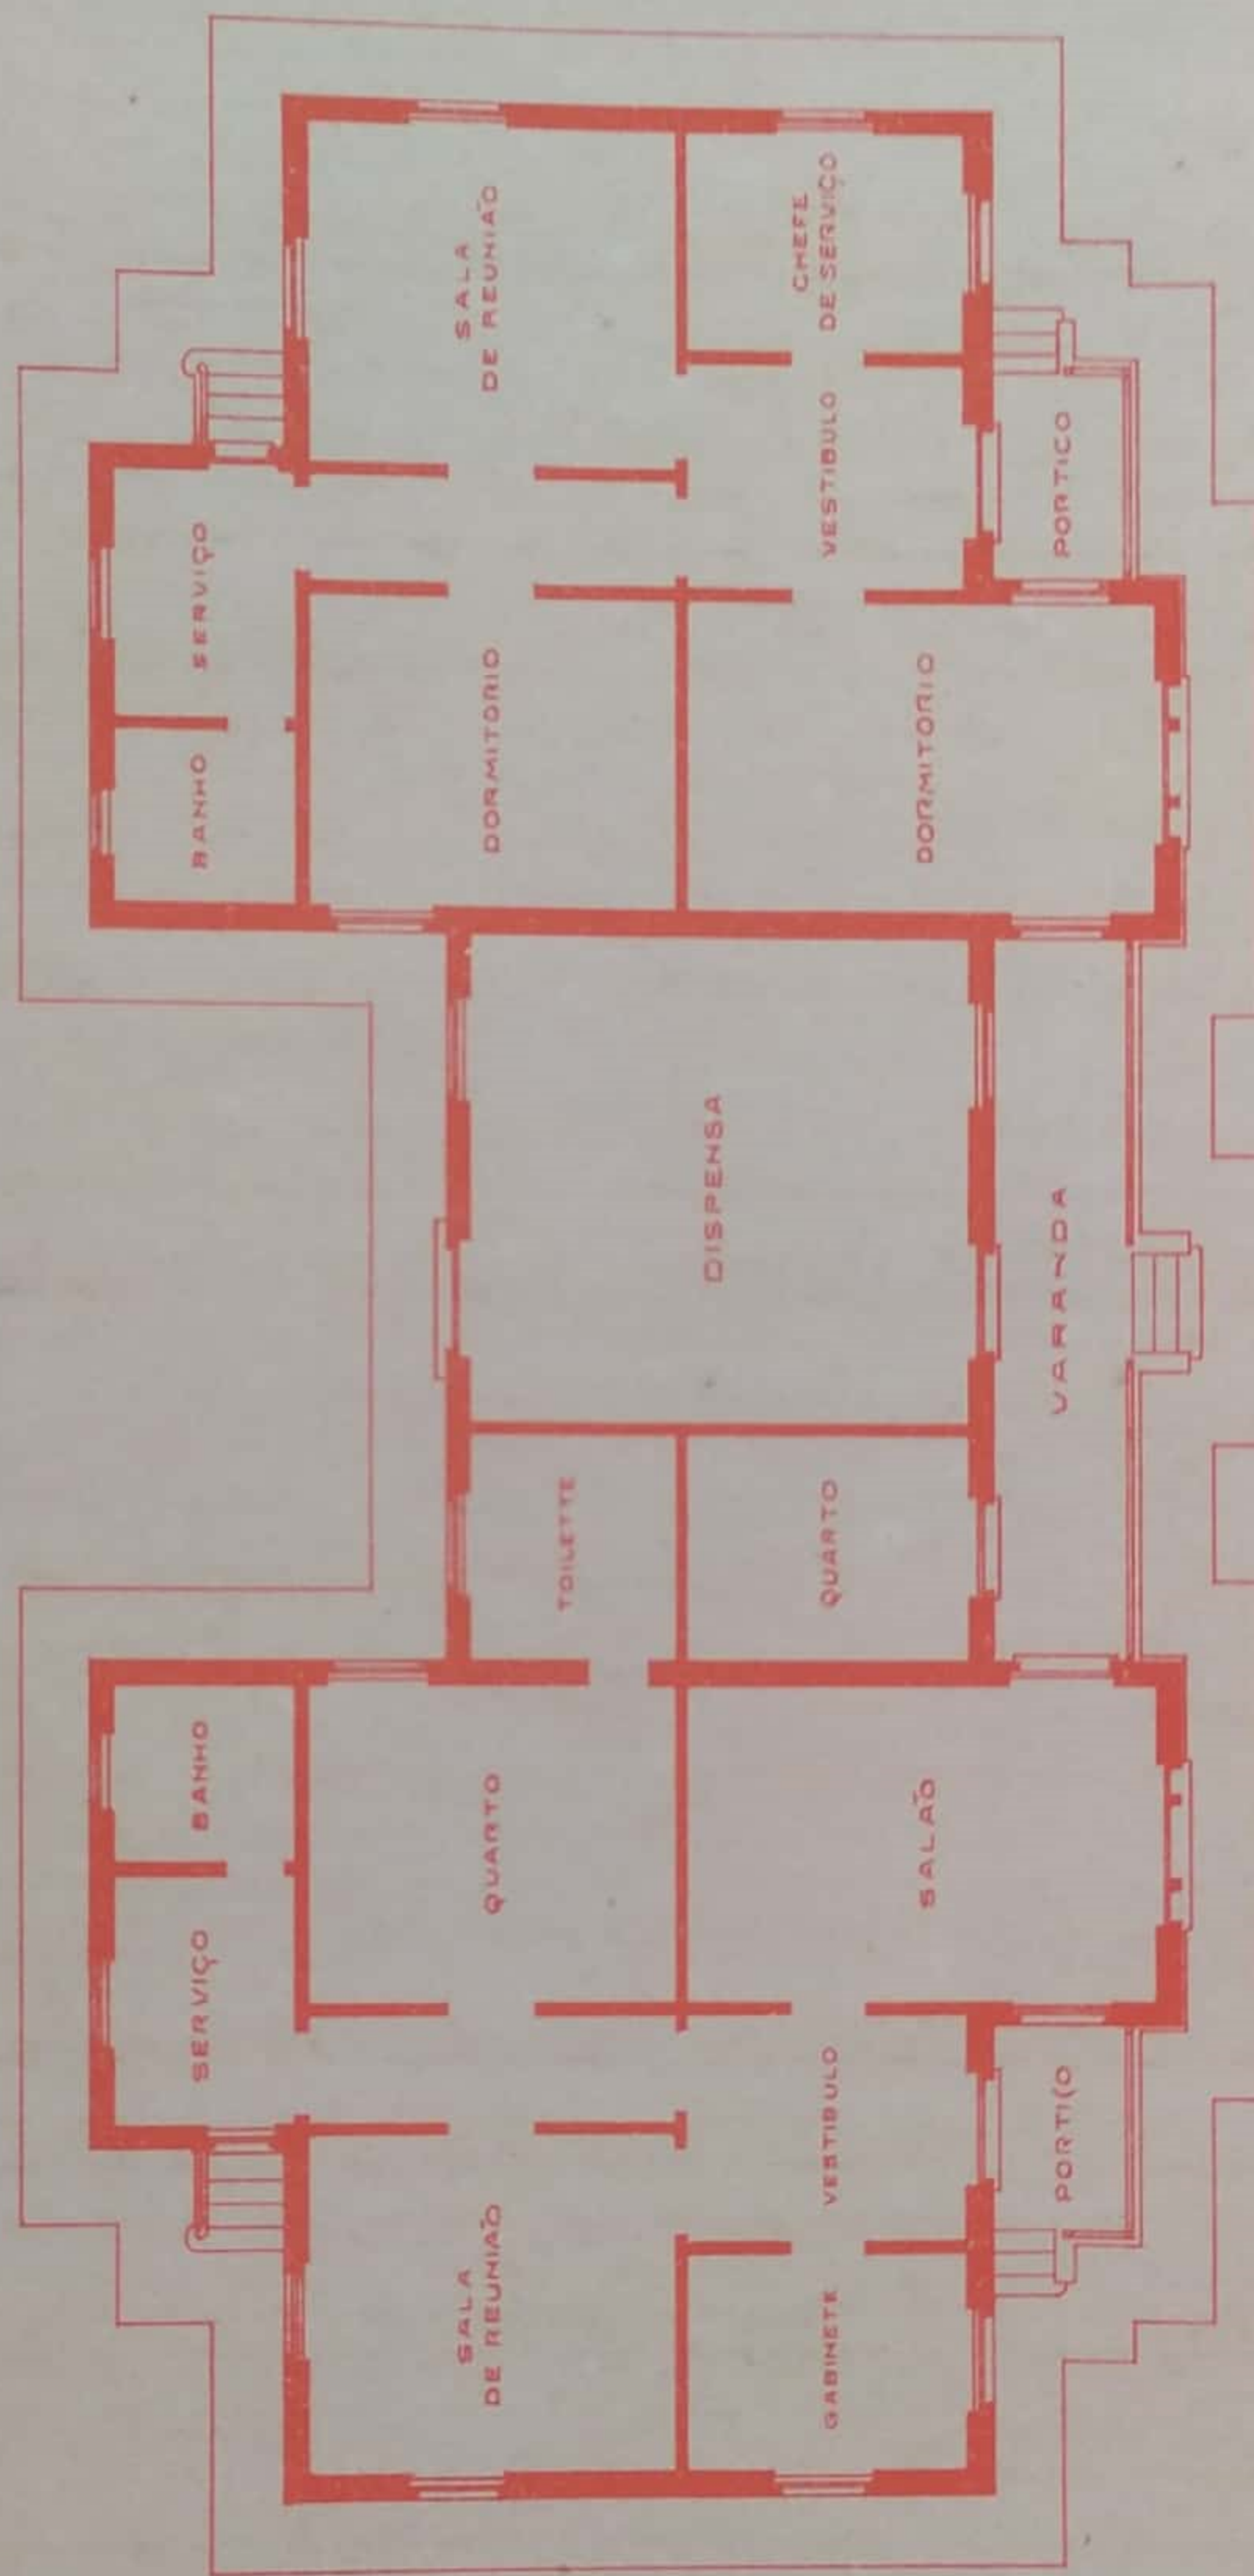 SERVIÇO
BANHO
BANHO
SERVIÇO
SALA
DE REUNIÃO
QUARTO
TOILETTE
DORMITORIO
SALA
DE REUNIÃO
DISPENSA
GABINETE
VESTIBULO
QUARTO
VESTIBULO
CHEFE
DE SERVIÇO
SALÃO
DORMITORIO
PORTICO
VARANDA
PORTICO